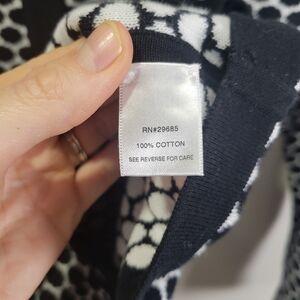 RN#29685
100% COTTON
SEE REVERSE FOR CARE